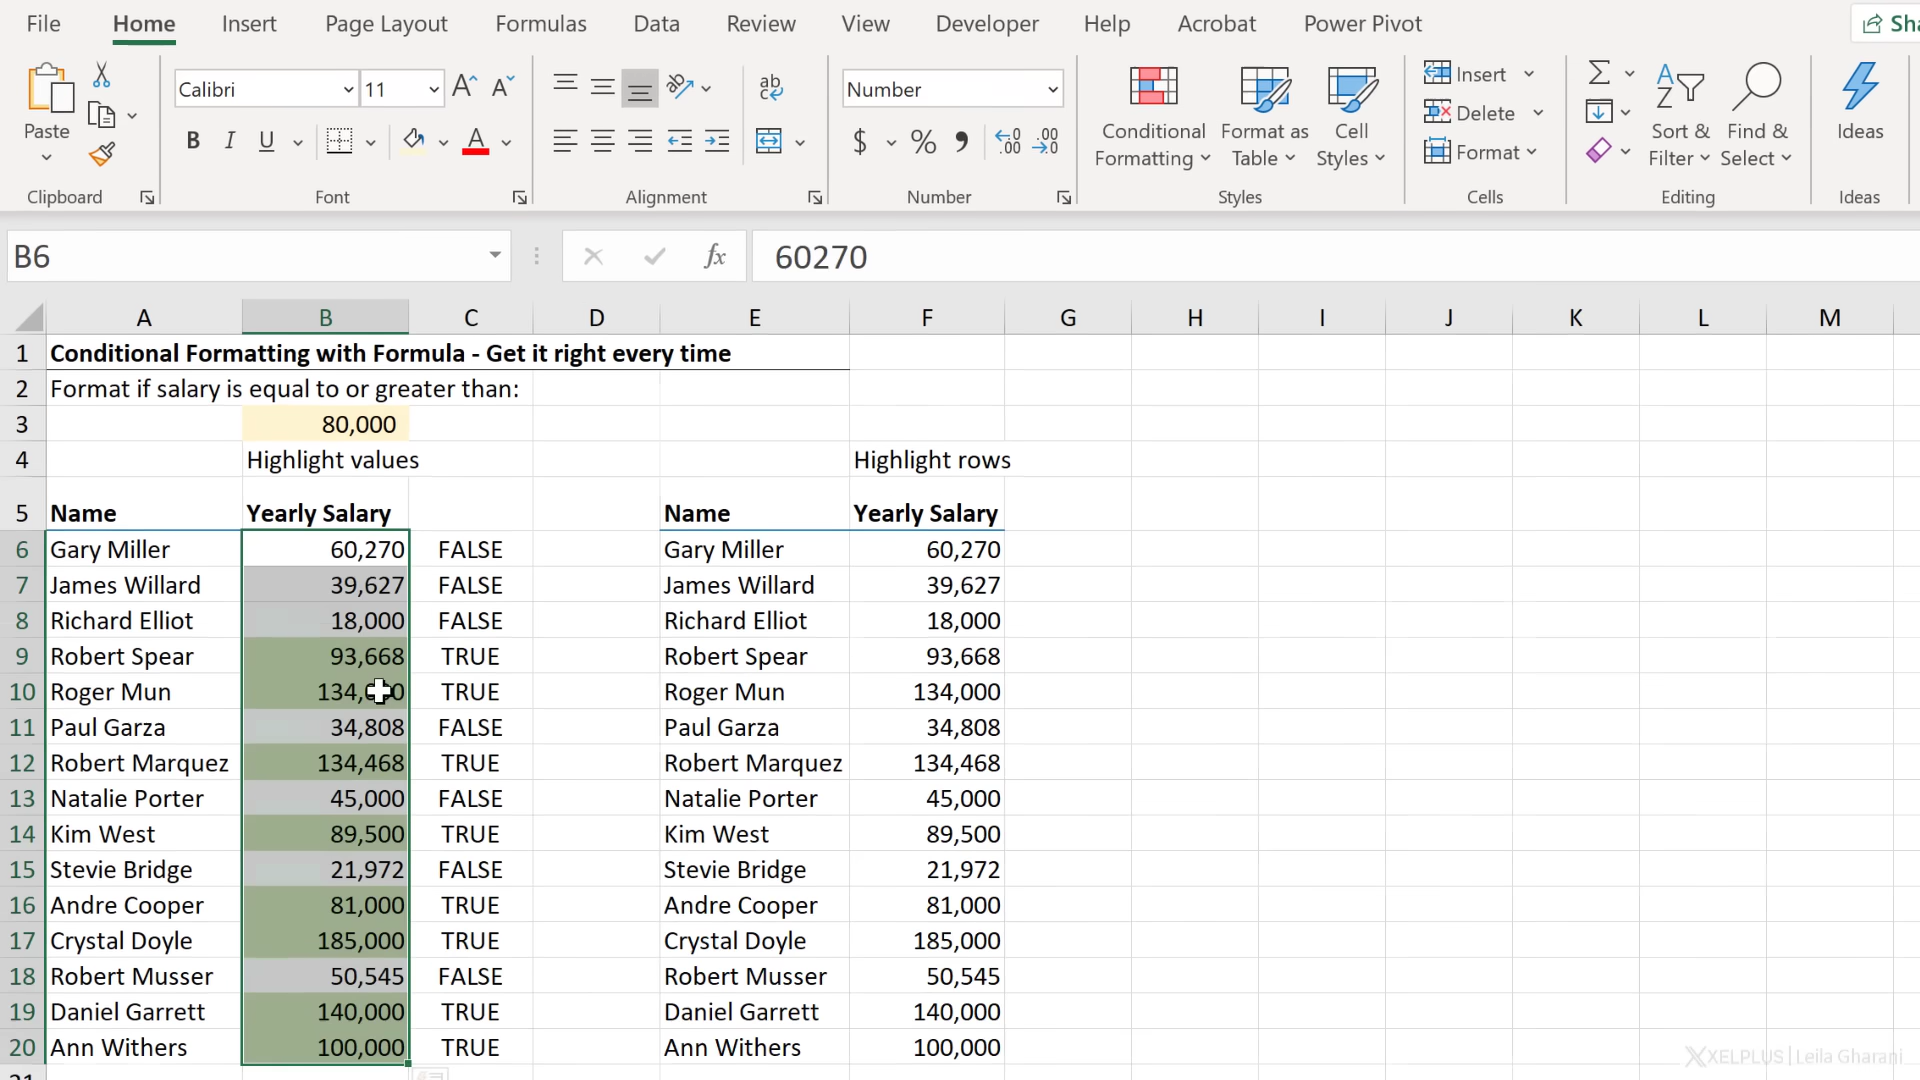 File Home Insert Page Layout Formulas Data Review View Developer Help Acrobat Power Pivot
Calibri 11 Number Insert
Delete
Paste Conditional Format as Cell Sort & Find & Ideas
Formatting Table Styles Format Filter Select
Clipboard Font Alignment Number Styles Cells Editing Ideas
B6 fx 60270
A B C D E F G H I J K L M
1 Conditional Formatting with Formula - Get it right every time
2 Format if salary is equal to or greater than:
3 80,000
4 Highlight values Highlight rows
5 Name Yearly Salary Name Yearly Salary
6 Gary Miller 60,270 FALSE Gary Miller 60,270
7 James Willard 39,627 FALSE James Willard 39,627
8 Richard Elliot 18,000 FALSE Richard Elliot 18,000
9 Robert Spear 93,668 TRUE Robert Spear 93,668
10 Roger Mun TRUE Roger Mun 134,000
11 Paul Garza 34,808 FALSE Paul Garza 34,808
12 Robert Marquez 134,468 TRUE Robert Marquez 134,468
13 Natalie Porter 45,000 FALSE Natalie Porter 45,000
14 Kim West 89,500 TRUE Kim West 89,500
15 Stevie Bridge 21,972 FALSE Stevie Bridge 21,972
16 Andre Cooper 81,000 TRUE Andre Cooper 81,000
17 Crystal Doyle 185,000 TRUE Crystal Doyle 185,000
18 Robert Musser 50,545 FALSE Robert Musser 50,545
19 Daniel Garrett 140,000 TRUE Daniel Garrett 140,000
20 Ann Withers 100,000 TRUE Ann Withers 100,000
XELPLUS | Leila Gharani